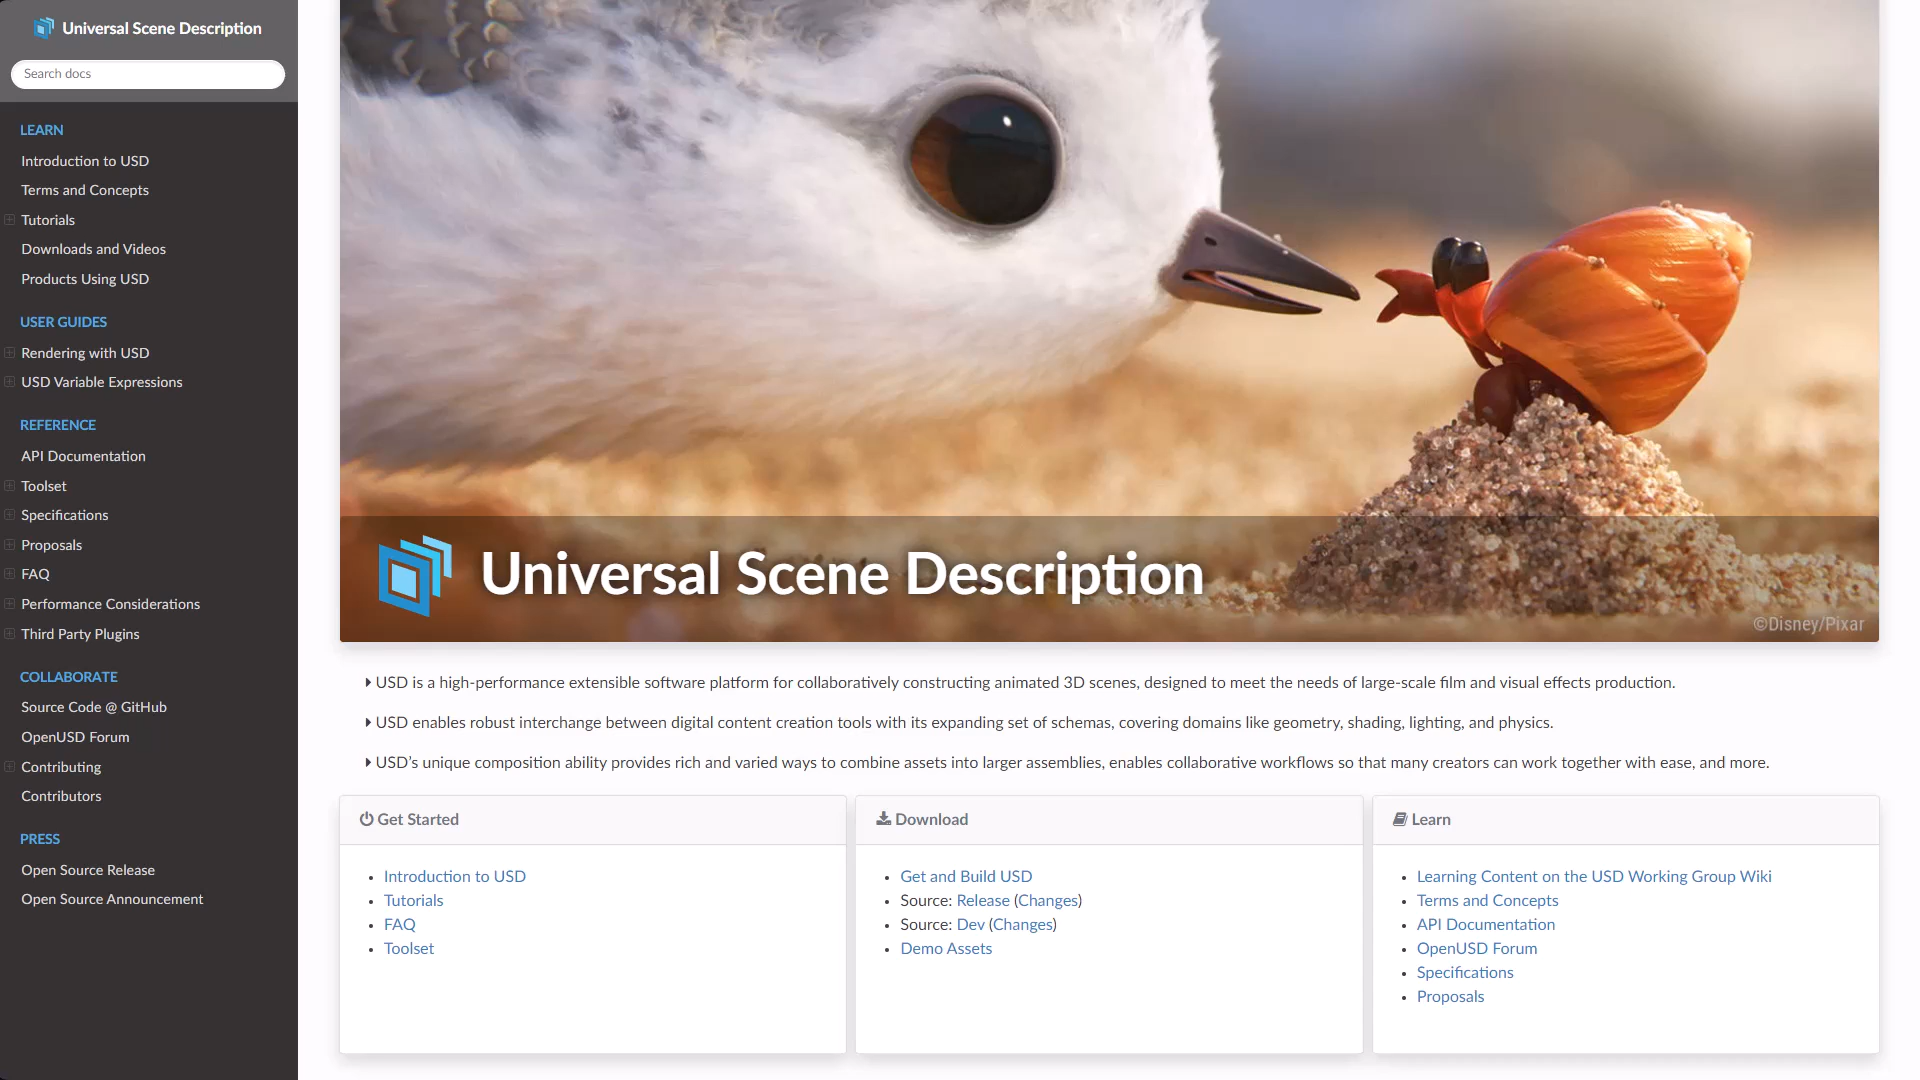 Universal Scene Description
Search docs
LEARN
Introduction to USD
Terms and Concepts
Tutorials
Downloads and Videos
Products Using USD
USER GUIDES
Rendering with USD
USD Variable Expressions
REFERENCE
API Documentation
Toolset
Specifications
Proposals
FAQ
Performance Considerations
Third Party Plugins
COLLABORATE
Source Code @ GitHub
OpenUSD Forum
Contributing
Contributors
PRESS
Open Source Release
Open Source Announcement
Universal Scene Description
©Disney/Pixar
USD is a high-performance extensible software platform for collaboratively constructing animated 3D scenes, designed to meet the needs of large-scale film and visual effects production.
USD enables robust interchange between digital content creation tools with its expanding set of schemas, covering domains like geometry, shading, lighting, and physics.
USD’s unique composition ability provides rich and varied ways to combine assets into larger assemblies, enables collaborative workflows so that many creators can work together with ease, and more.
Get Started
Introduction to USD
Tutorials
FAQ
Toolset
Download
Get and Build USD
Source: Release (Changes)
Source: Dev (Changes)
Demo Assets
Learn
Learning Content on the USD Working Group Wiki
Terms and Concepts
API Documentation
OpenUSD Forum
Specifications
Proposals